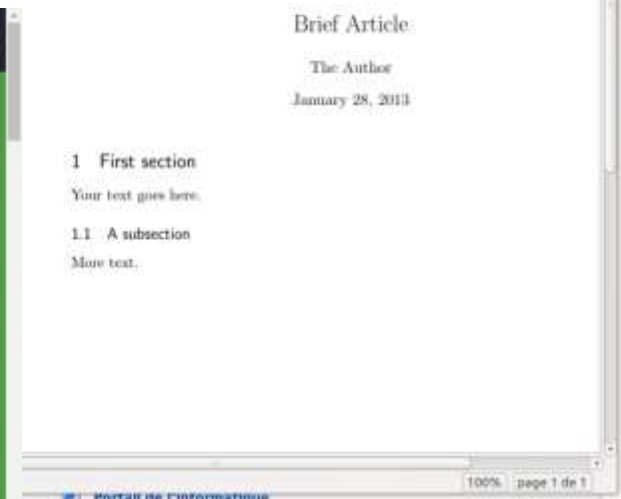 Brief Article
The Author
January 28, 2013
1 First section
Your text goes here.
1.1 A subsection
More text.
100% page 1 de 1
Portail de l'informatique